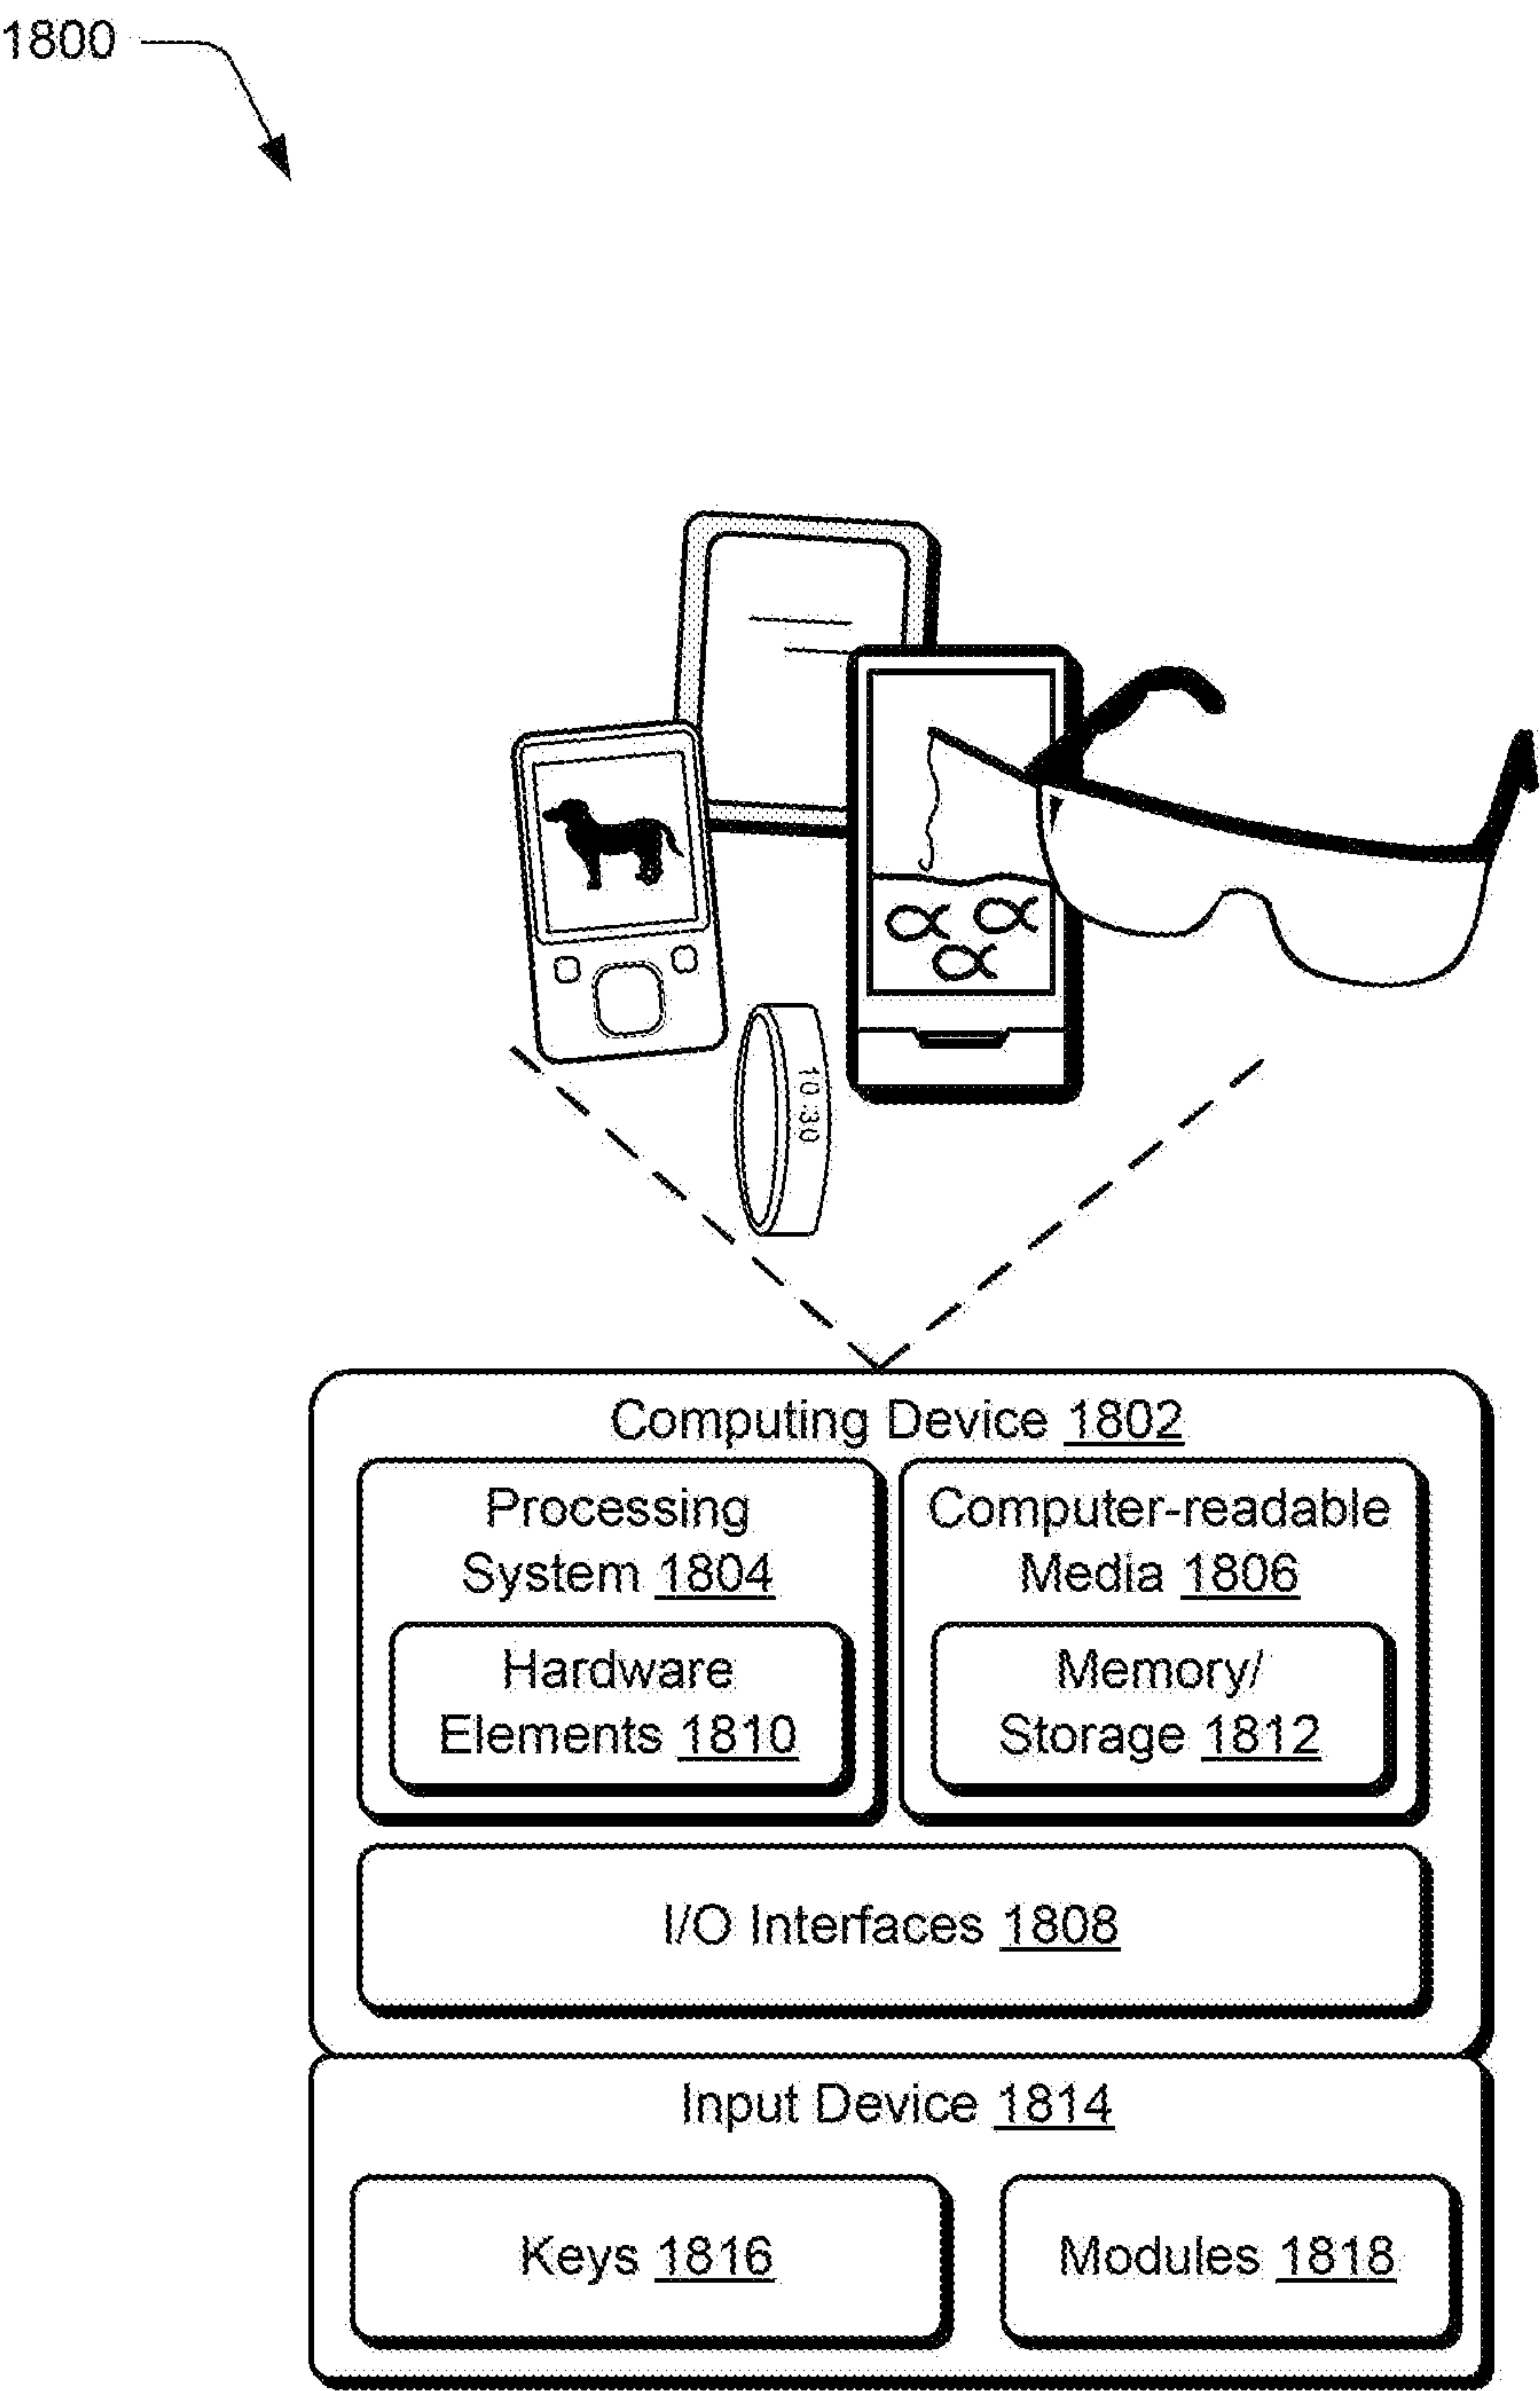 1800
10:30
Computing Device 1802
Processing
System 1804
Hardware
Elements 1810
Computer-readable
Media 1806
Memory/
Storage 1812
I/O Interfaces 1808
Input Device 1814
Keys 1816
Modules 1818